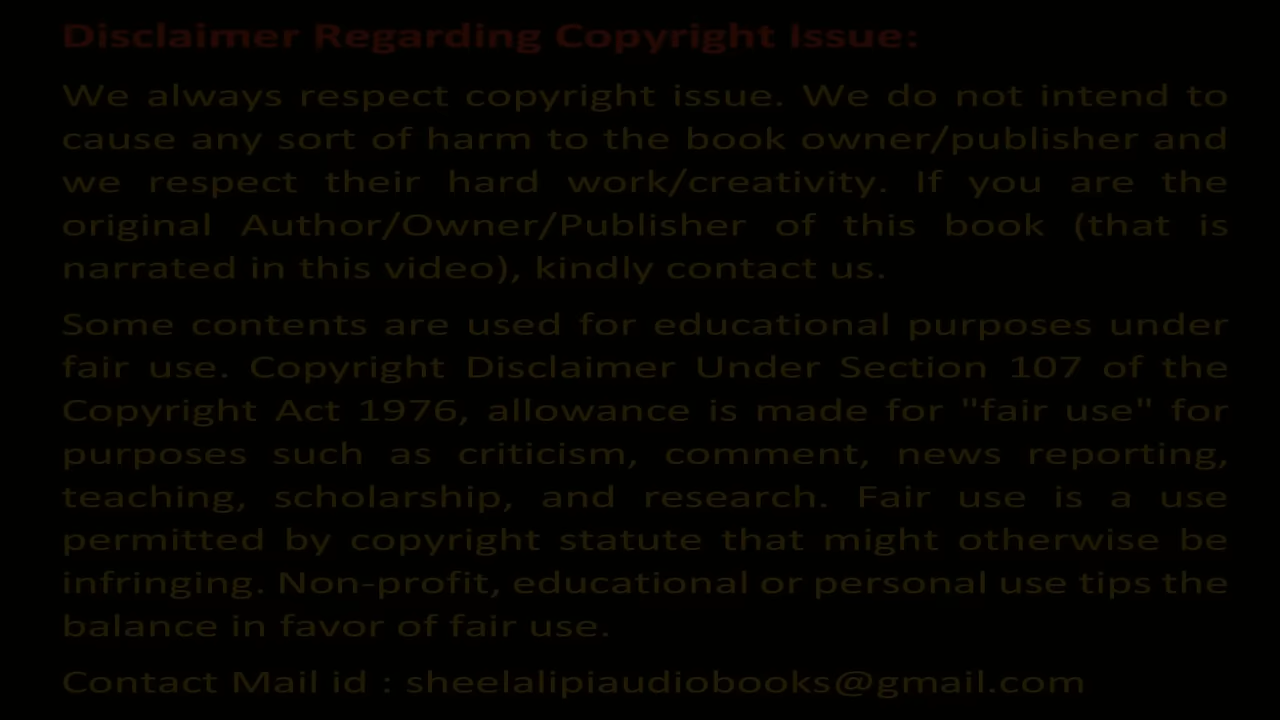 Disclaimer Regarding Copyright Issue:
We always respect copyright issue. We do not intend to
cause any sort of harm to the book owner/publisher and
we respect their hard work/creativity. If you are the
original Author/Owner/Publisher of this book (that is
narrated in this video), kindly contact us.
Some contents are used for educational purposes under
fair use. Copyright Disclaimer Under Section 107 of the
Copyright Act 1976, allowance is made for "fair use" for
purposes such as criticism, comment, news reporting,
teaching, scholarship, and research. Fair use is a use
permitted by copyright statute that might otherwise be
infringing. Non-profit, educational or personal use tips the
balance in favor of fair use.
Contact Mail id : sheelalipiaudiobooks@gmail.com